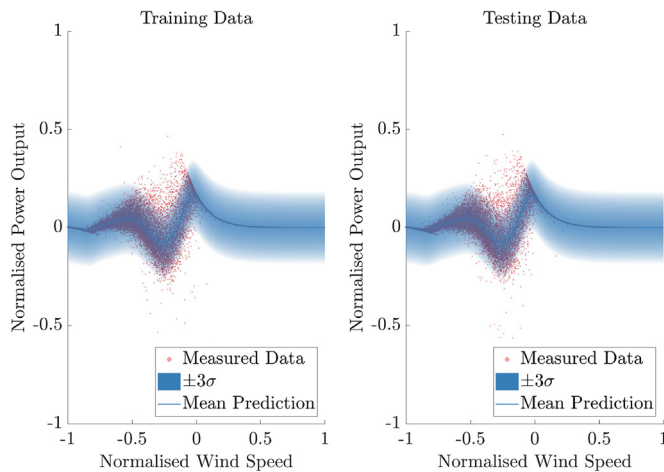 Training Data
1
0.5
0
-0.5
-1
-1
-0.5
0
0.5
1
Normalised Power Output
Normalised Wind Speed
Measured Data
±3σ
Mean Prediction
Testing Data
1
0.5
0
-0.5
-1
-1
-0.5
0
0.5
1
Normalised Power Output
Normalised Wind Speed
Measured Data
±3σ
Mean Prediction